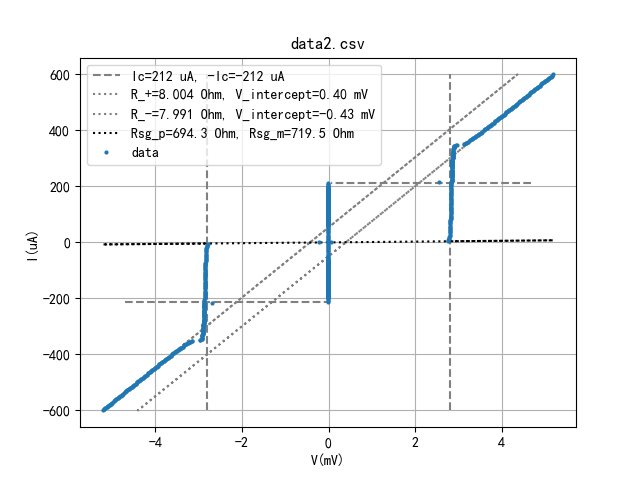 data2.csv
Ic=212 uA, -Ic=-212 uA
R_+=8.004 Ohm, V_intercept=0.40 mV
R_-=7.991 Ohm, V_intercept=-0.43 mV
Rsg_p=694.3 Ohm, Rsg_m=719.5 Ohm
data
600
400
200
0
−200
−400
−600
I(uA)
−4
−2
0
2
4
V(mV)